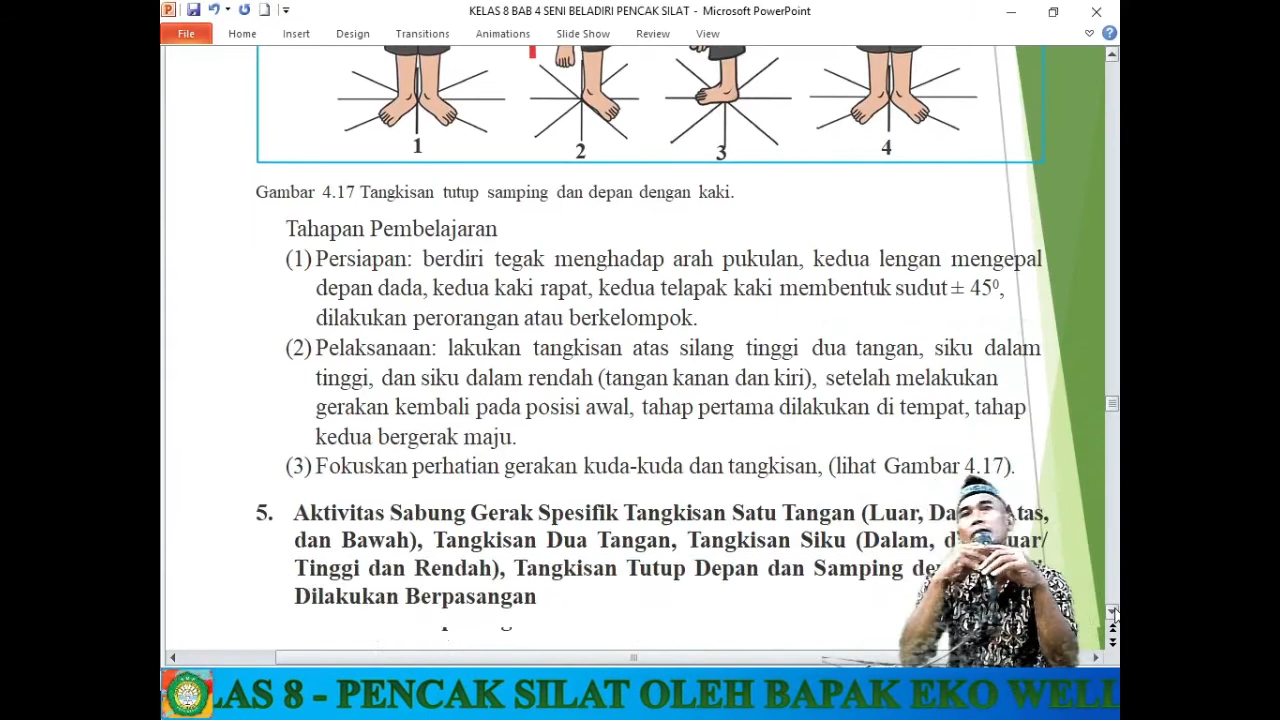 KELAS 8 BAB 4 SENI BELADIRI PENCAK SILAT - Microsoft PowerPoint
File Home Insert Design Transitions Animations Slide Show Review View
1 2 3 4
Gambar 4.17 Tangkisan tutup samping dan depan dengan kaki.
Tahapan Pembelajaran
(1) Persiapan: berdiri tegak menghadap arah pukulan, kedua lengan mengepal
depan dada, kedua kaki rapat, kedua telapak kaki membentuk sudut ± 45⁰,
dilakukan perorangan atau berkelompok.
(2) Pelaksanaan: lakukan tangkisan atas silang tinggi dua tangan, siku dalam
tinggi, dan siku dalam rendah (tangan kanan dan kiri), setelah melakukan
gerakan kembali pada posisi awal, tahap pertama dilakukan di tempat, tahap
kedua bergerak maju.
(3) Fokuskan perhatian gerakan kuda-kuda dan tangkisan, (lihat Gambar 4.17).
5. Aktivitas Sabung Gerak Spesifik Tangkisan Satu Tangan (Luar, Atas,
dan Bawah), Tangkisan Dua Tangan, Tangkisan Siku (Dalam,
Tinggi dan Rendah), Tangkisan Tutup Depan dan Samping
Dilakukan Berpasangan
LAS 8 - PENCAK SILAT OLEH BAPAK EKO WELL